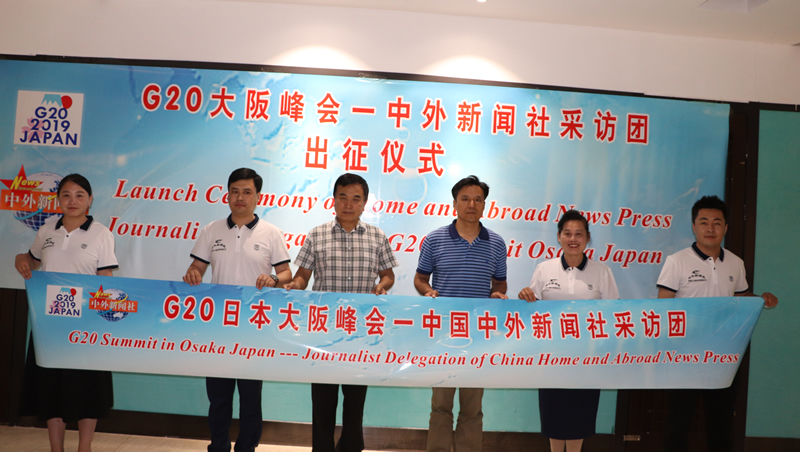 G20大阪峰会一中外新闻社采访团
出征仪式
G20
2019
JAPAN
News
中外新闻
Launch Ceremony of Home and Abroad News Press
Journalist G20 Summit Osaka Japan
G20
2019
JAPAN
News
中外新闻社
G20日本大阪峰会一中国中外新闻社采访团
G20 Summit in Osaka Japan --- Journalist Delegation of China Home and Abroad News Press